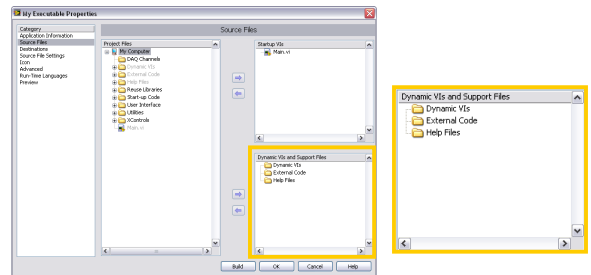 My Executable Properties
Category
Application Information
Source Files
Destinations
Source File Settings
Icon
Advanced
Run-Time Languages
Preview
Source Files
Project Files
My Computer
DAQ Channels
Dynamic VIs
External Code
Help Files
Reuse Libraries
Start-up Code
User Interface
Utilities
XControls
Main.vi
Startup VIs
Main.vi
Dynamic VIs and Support Files
Dynamic VIs
External Code
Help Files
Build
OK
Cancel
Help
Dynamic VIs and Support Files
Dynamic VIs
External Code
Help Files